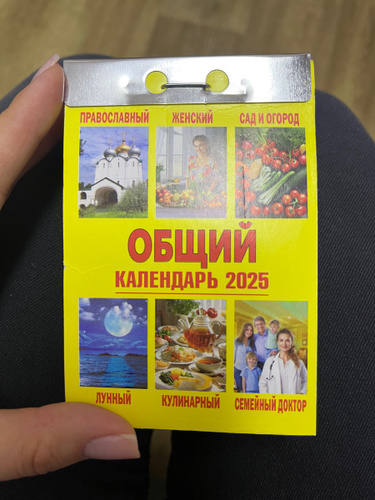 ПРАВОСЛАВНЫЙ
ЖЕНСКИЙ
САД И ОГОРОД
ОБЩИЙ
КАЛЕНДАРЬ 2025
ЛУННЫЙ
КУЛИНАРНЫЙ
СЕМЕЙНЫЙ ДОКТОР